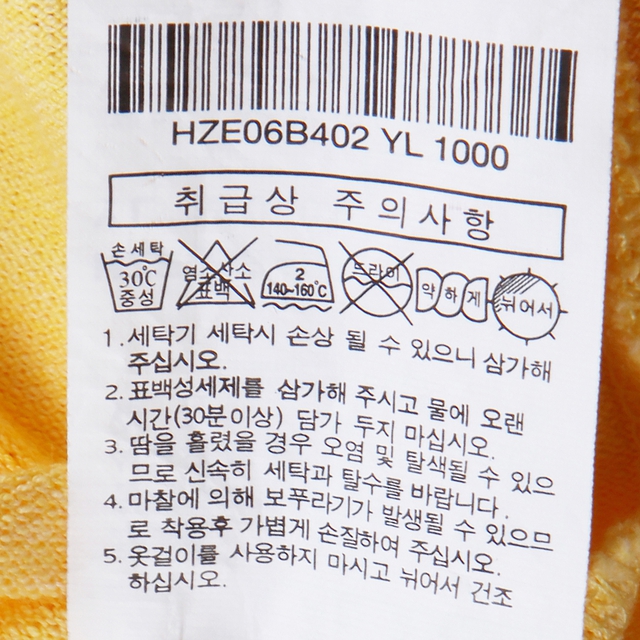 HZE06B402 YL 1000
취급상 주의사항
손세탁
30℃
중성
염소산소
표백
2
140-160℃
드라이
약하게
뉘어서
1. 세탁기 세탁시 손상 될 수 있으니 삼가해
주십시오.
2. 표백성세제를 삼가해 주시고 물에 오랜
시간(30분이상) 담가 두지 마십시오.
3. 땀을 흘렸을 경우 오염 및 탈색될 수 있으
므로 신속히 세탁과 탈수를 바랍니다.
4. 마찰에 의해 보푸라기가 발생될 수 있으므
로 착용후 가볍게 손질하여 주십시오.
5. 옷걸이를 사용하지 마시고 뉘어서 건조
하십시오.